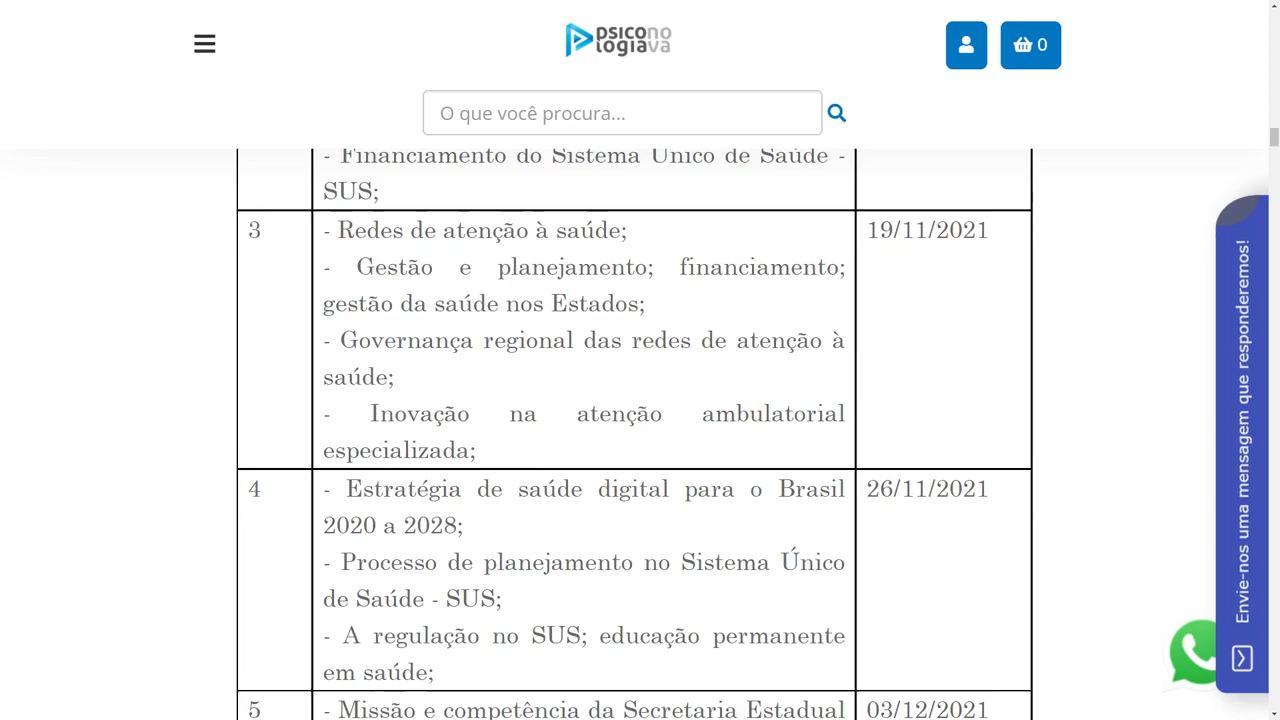 psicono
logiava
0
O que você procura...
- Financiamento do Sistema Único de Saúde -
SUS;
3
- Redes de atenção à saúde;
19/11/2021
- Gestão e planejamento; financiamento;
gestão da saúde nos Estados;
- Governança regional das redes de atenção à
saúde;
- Inovação na atenção ambulatorial
especializada;
4
- Estratégia de saúde digital para o Brasil
26/11/2021
2020 a 2028;
- Processo de planejamento no Sistema Único
de Saúde - SUS;
- A regulação no SUS; educação permanente
em saúde;
5
- Missão e competência da Secretaria Estadual
03/12/2021
Envie-nos uma mensagem que responderemos!